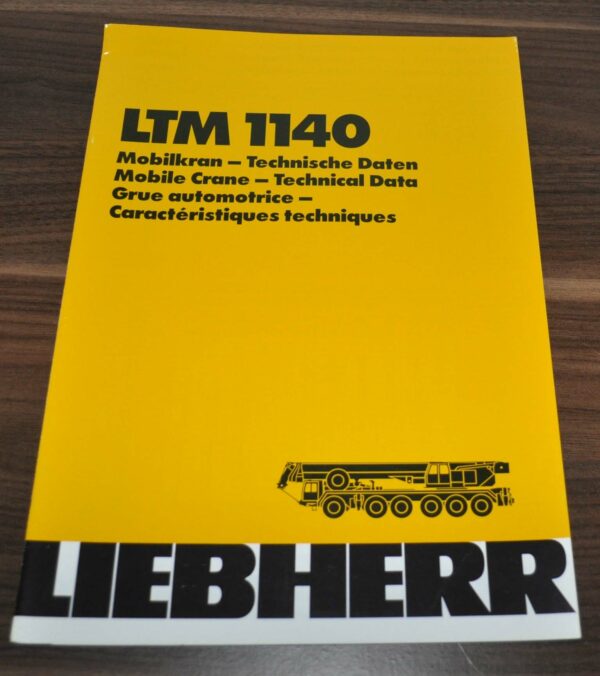 LTM 1140
Mobilkran – Technische Daten
Mobile Crane – Technical Data
Grue automotrice –
Caractéristiques techniques
LIEBHERR